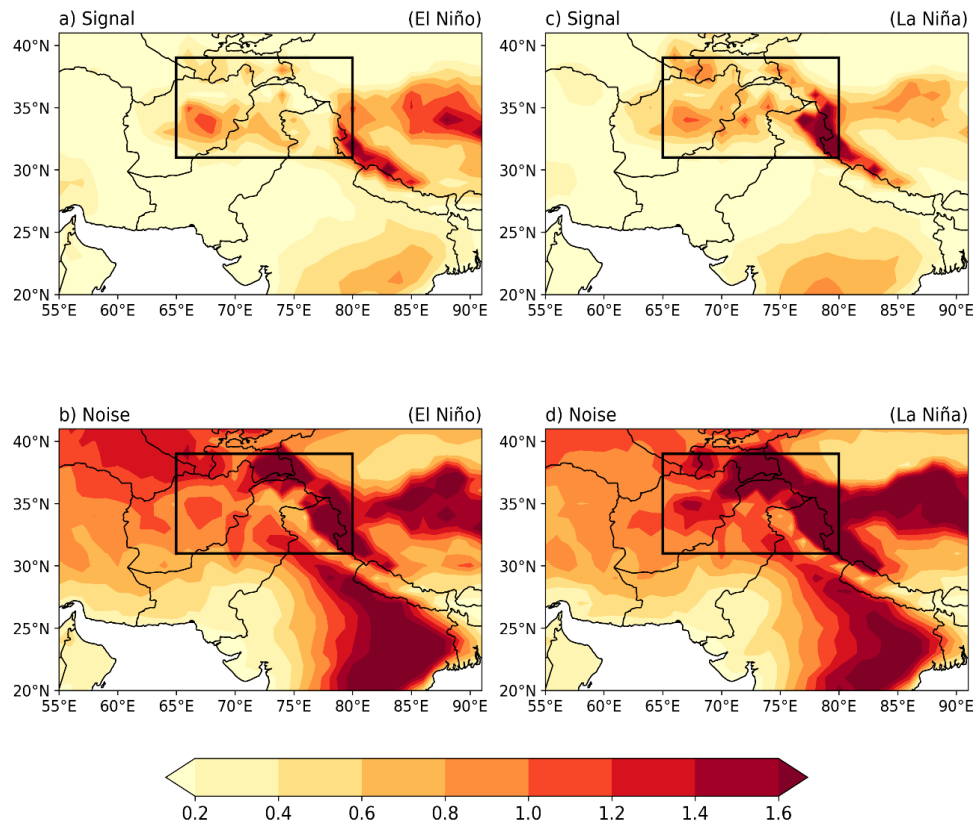 a) Signal (El Niño)
40°N
35°N
30°N
25°N
20°N
55°E 60°E 65°E 70°E 75°E 80°E 85°E 90°E
c) Signal (La Niña)
40°N
35°N
30°N
25°N
20°N
55°E 60°E 65°E 70°E 75°E 80°E 85°E 90°E
b) Noise (El Niño)
40°N
35°N
30°N
25°N
20°N
55°E 60°E 65°E 70°E 75°E 80°E 85°E 90°E
d) Noise (La Niña)
40°N
35°N
30°N
25°N
20°N
55°E 60°E 65°E 70°E 75°E 80°E 85°E 90°E
0.2 0.4 0.6 0.8 1.0 1.2 1.4 1.6